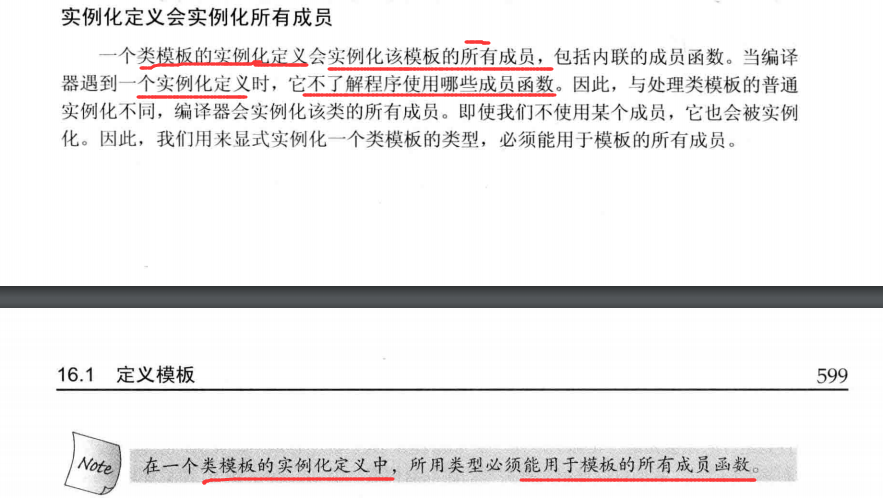 实例化定义会实例化所有成员
一个类模板的实例化定义会实例化该模板的所有成员，包括内联的成员函数。当编译
器遇到一个实例化定义时，它不了解程序使用哪些成员函数。因此，与处理类模板的普通
实例化不同，编译器会实例化该类的所有成员。即使我们不使用某个成员，它也会被实例
化。因此，我们用来显式实例化一个类模板的类型，必须能用于模板的所有成员。
16.1 定义模板 599
Note 在一个类模板的实例化定义中，所用类型必须能用于模板的所有成员函数。